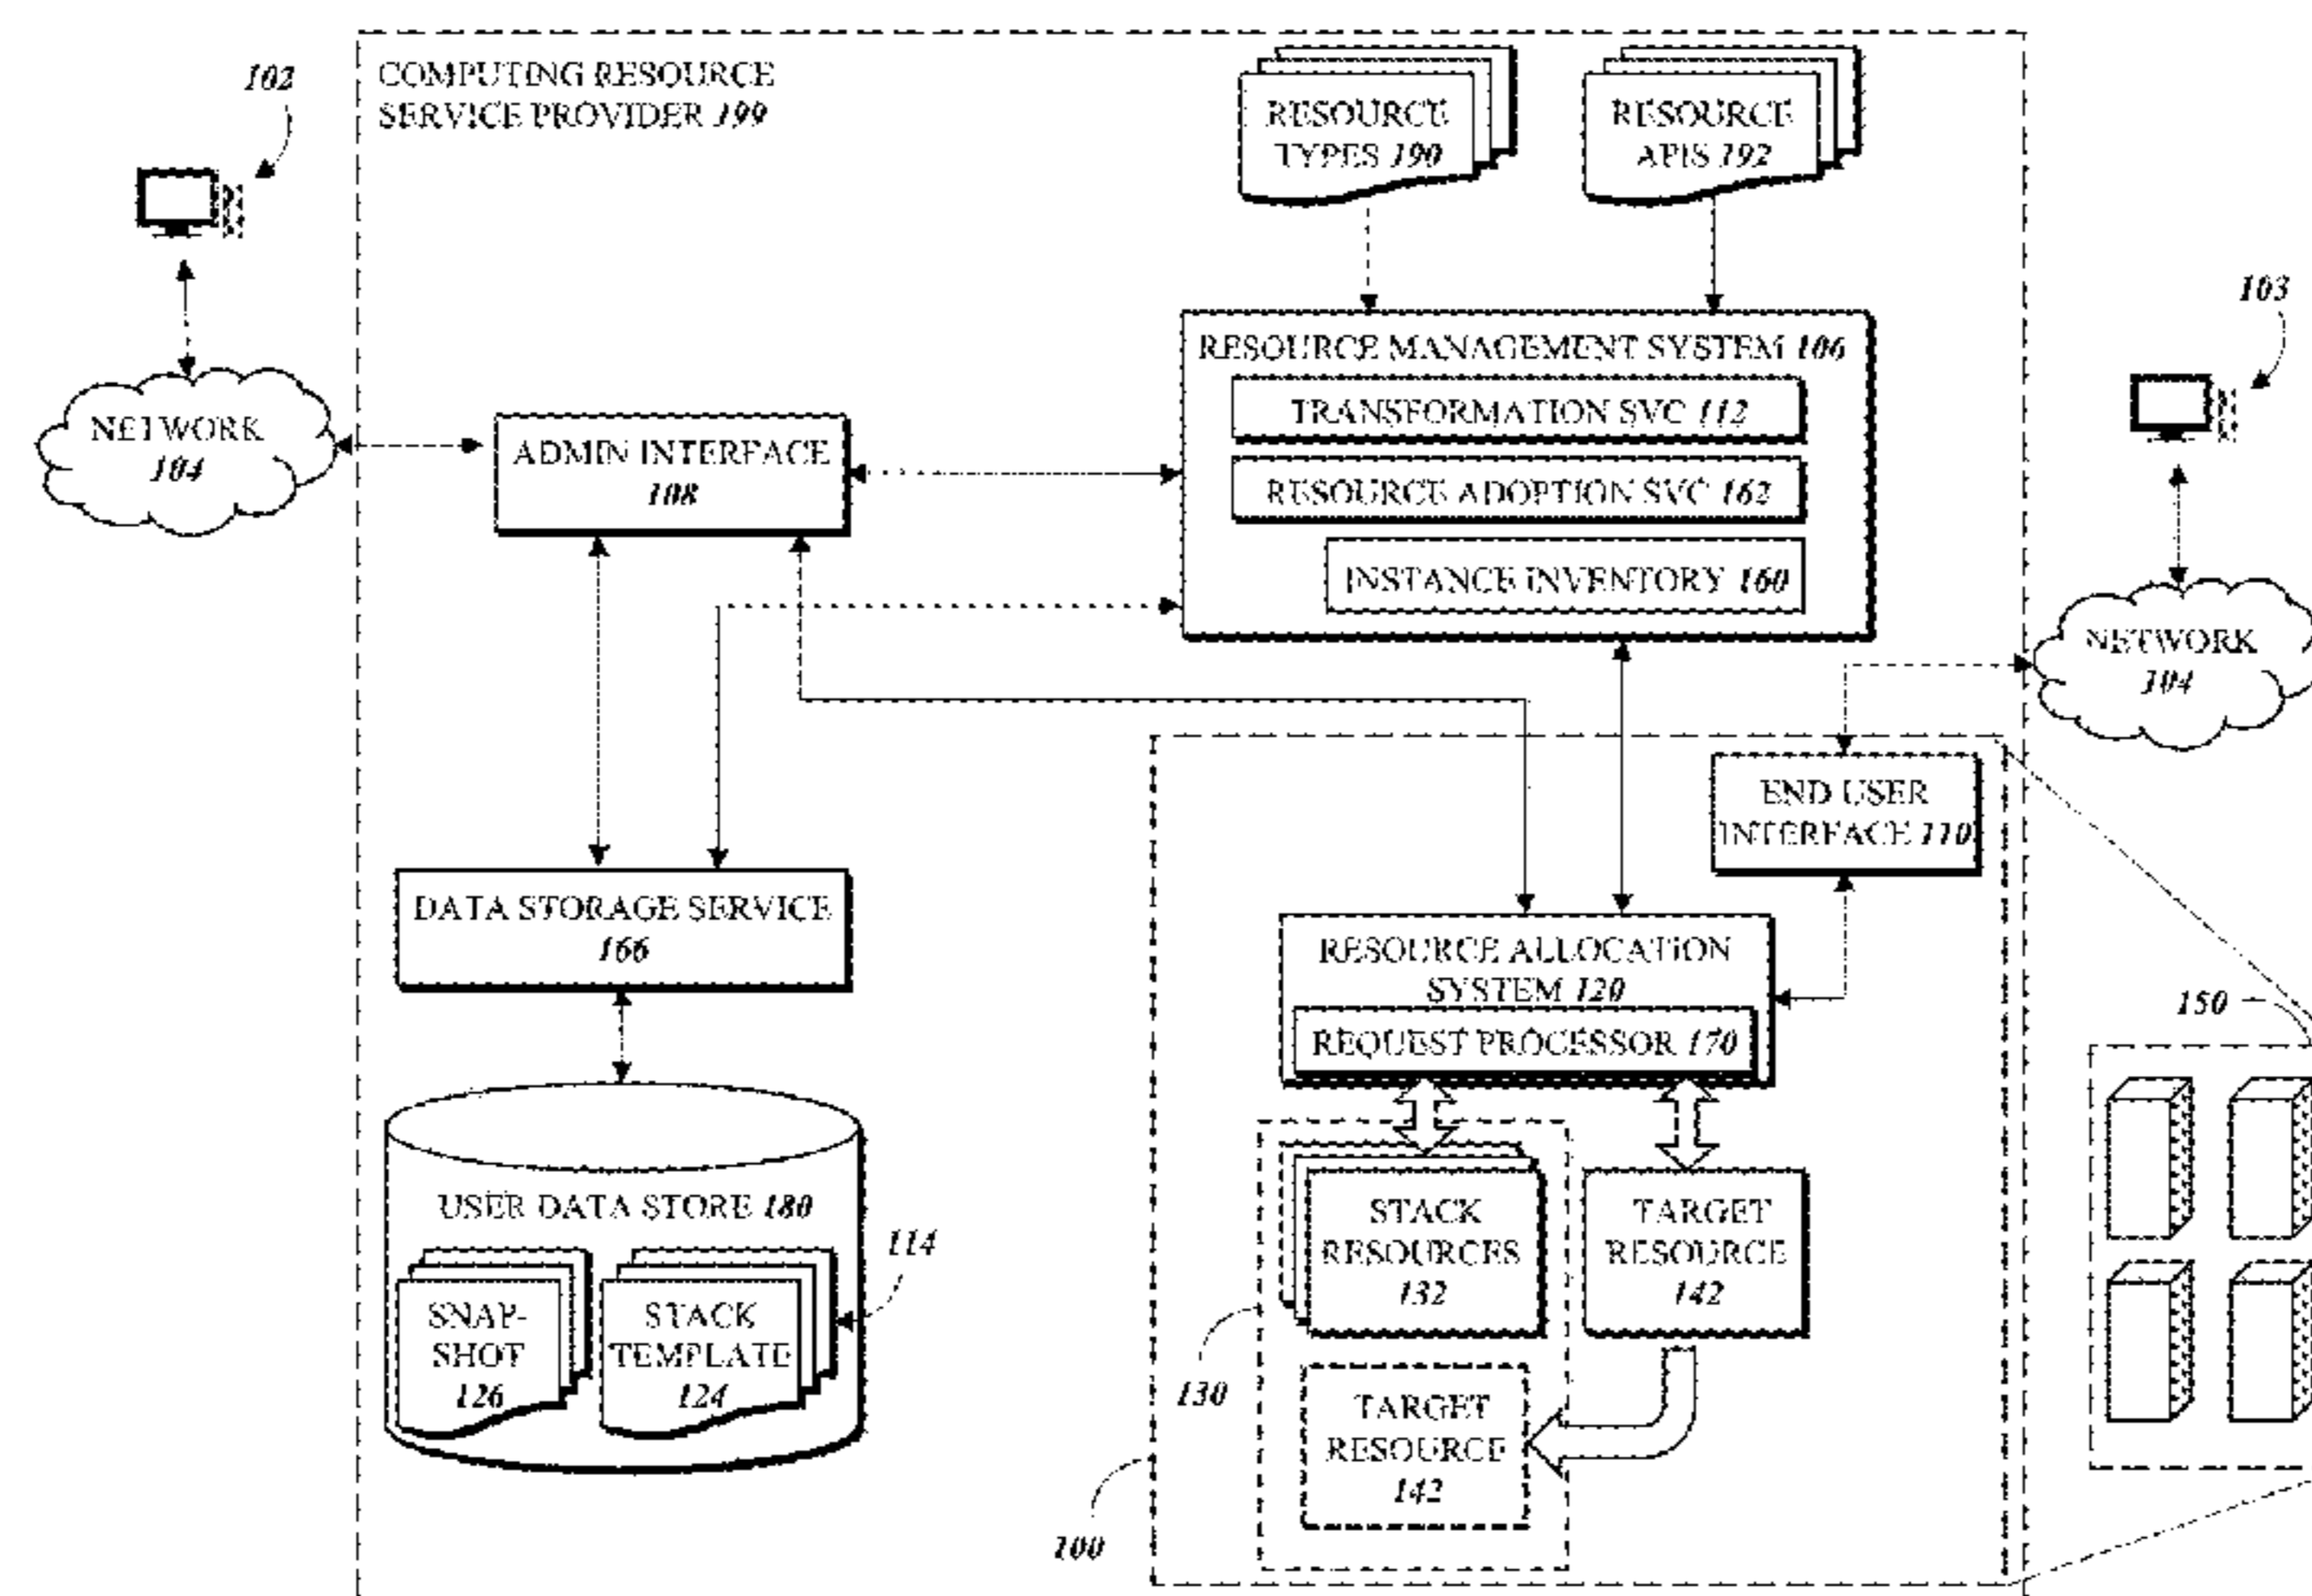 102
COMPUTING RESOURCE
SERVICE PROVIDER 199
RESOURCE
TYPES 190
RESOURCE
APIS 192
103
NETWORK
104
ADMIN INTERFACE
108
RESOURCE MANAGEMENT SYSTEM 106
TRANSFORMATION SVC 112
RESOURCE ADOPTION SVC 162
INSTANCE INVENTORY 160
NETWORK
104
END USER
INTERFACE 110
DATA STORAGE SERVICE
166
RESOURCE ALLOCATION
SYSTEM 120
REQUEST PROCESSOR 170
150
USER DATA STORE 180
114
SNAP-
SHOT
126
STACK
TEMPLATE
124
STACK
RESOURCES
132
TARGET
RESOURCE
142
130
TARGET
RESOURCE
142
100